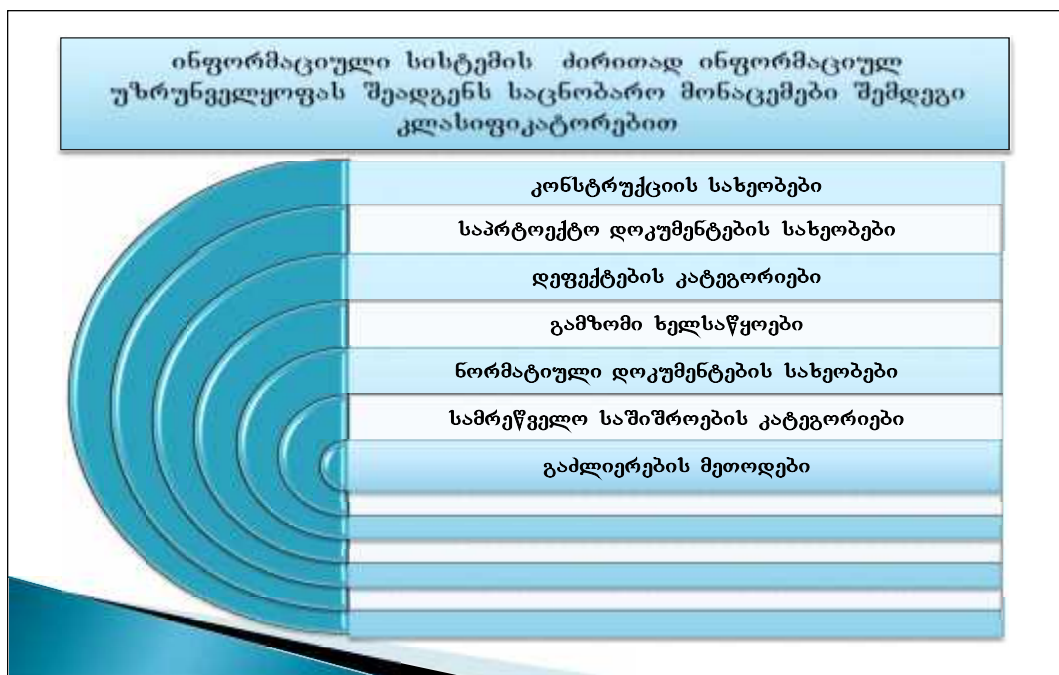 ინფორმაციული სისტემის ძირითად ინფორმაციულ
უზრუნველყოფას შეადგენს საცნობარო მონაცემები შემდეგი
კლასიფიკატორებით
კონსტრუქციის სახეობები
საპრტოექტო დოკუმენტების სახეობები
დეფექტების კატეგორიები
გამზომი ხელსაწყოები
ნორმატიული დოკუმენტების სახეობები
სამრეწველო საშიშროების კატეგორიები
გაძლიერების მეთოდები